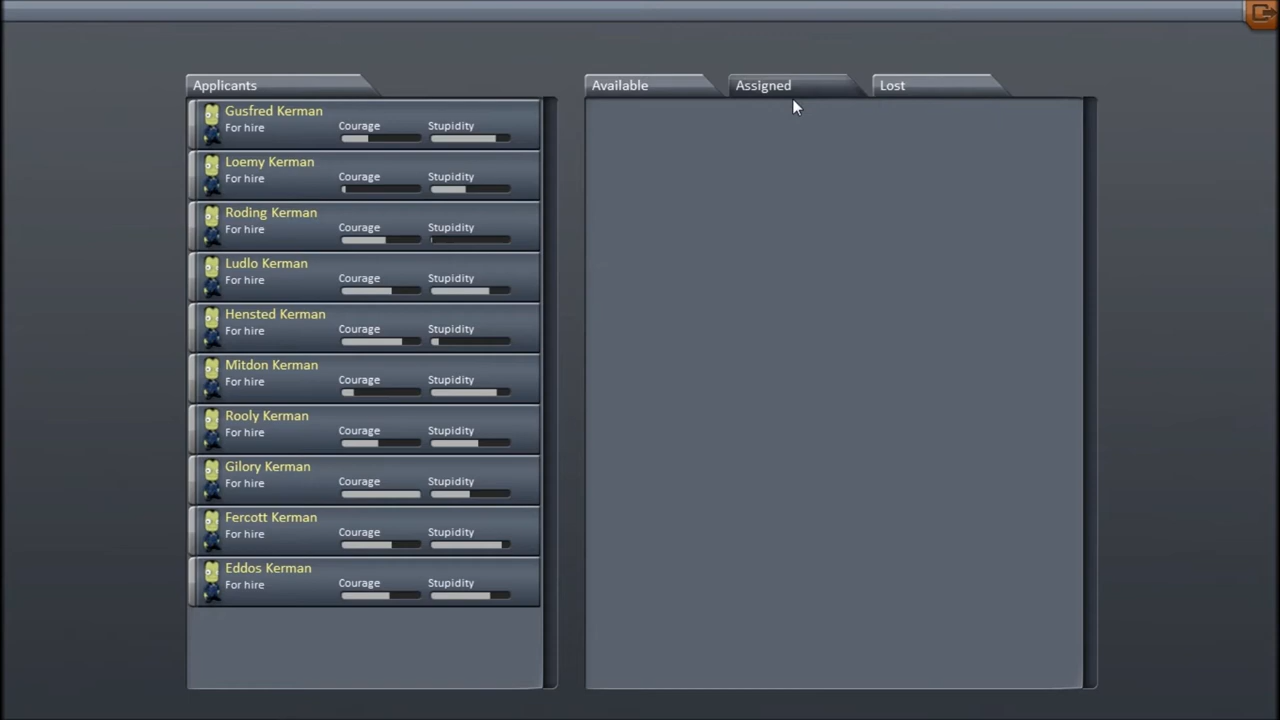 Applicants
Gusfred Kerman
For hire
Courage Stupidity
Loemy Kerman
For hire
Courage Stupidity
Roding Kerman
For hire
Courage Stupidity
Ludlo Kerman
For hire
Courage Stupidity
Hensted Kerman
For hire
Courage Stupidity
Mitdon Kerman
For hire
Courage Stupidity
Rooly Kerman
For hire
Courage Stupidity
Gilory Kerman
For hire
Courage Stupidity
Fercott Kerman
For hire
Courage Stupidity
Eddos Kerman
For hire
Courage Stupidity
Available Assigned Lost